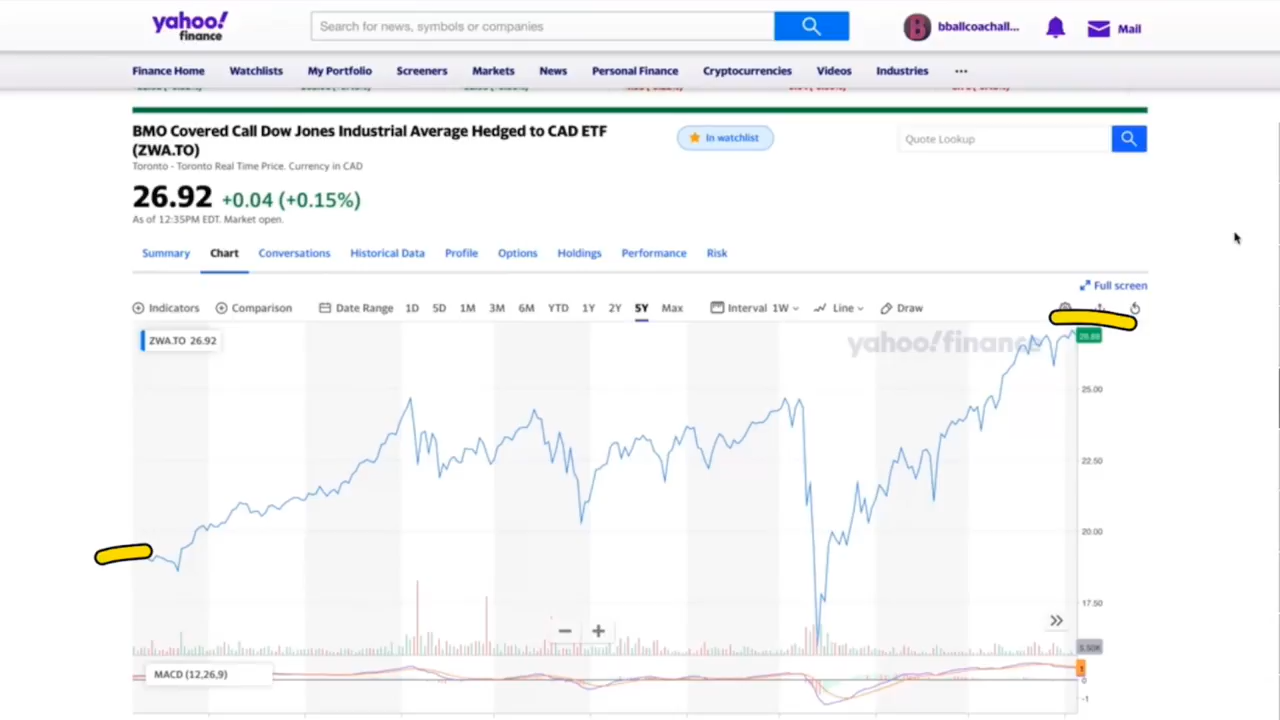 yahoo!
finance
Search for news, symbols or companies
B bballcoachall... Mail
Finance Home Watchlists My Portfolio Screeners Markets News Personal Finance Cryptocurrencies Videos Industries ...
BMO Covered Call Dow Jones Industrial Average Hedged to CAD ETF
(ZWA.TO)
In watchlist
Quote Lookup
Toronto - Toronto Real Time Price. Currency in CAD
26.92 +0.04 (+0.15%)
As of 12:35PM EDT. Market open.
Summary Chart Conversations Historical Data Profile Options Holdings Performance Risk
Full screen
Indicators Comparison Date Range 1D 5D 1M 3M 6M YTD 1Y 2Y 5Y Max Interval 1W Line Draw
ZWA.TO 26.92
yahoo!finance
25.00
22.50
20.00
17.50
MACD (12,26,9)
1
0
-1